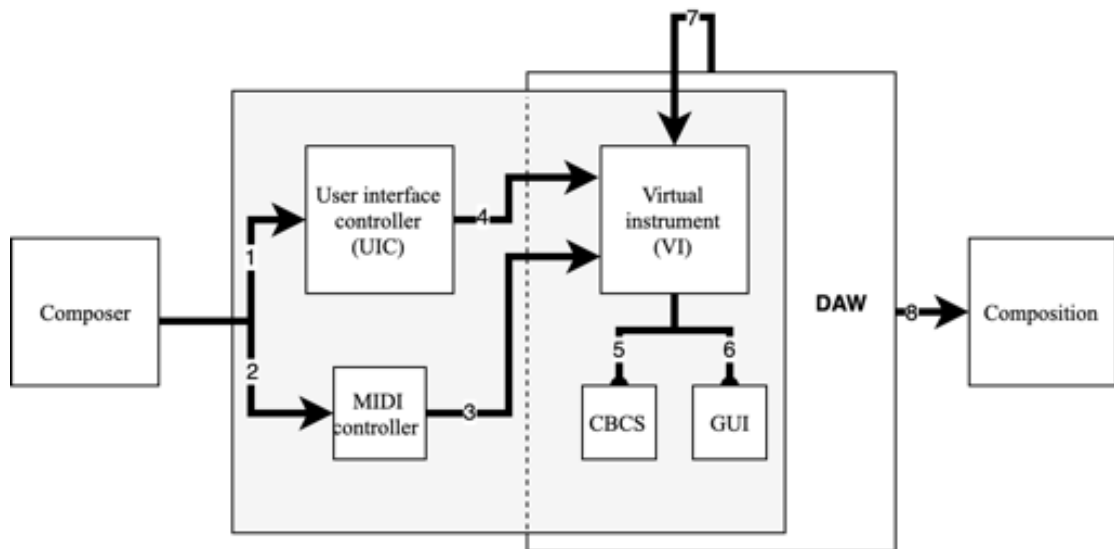 7
User interface
controller
(UIC)
Virtual
instrument
(VI)
4
1
Composer
DAW
8
Composition
2
5
6
MIDI
controller
3
CBCS
GUI